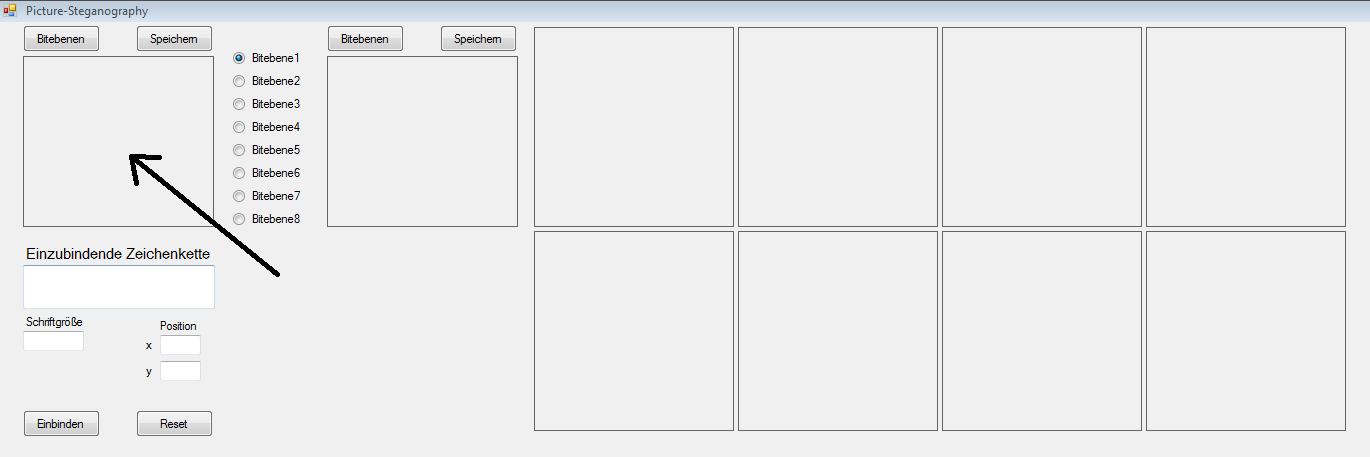 Picture-Steganography
Bitebenen Speichern
Bitebenen Speichern
Bitebene1
Bitebene2
Bitebene3
Bitebene4
Bitebene5
Bitebene6
Bitebene7
Bitebene8
Einzubindende Zeichenkette
Schriftgröße
Position
x
y
Einbinden Reset